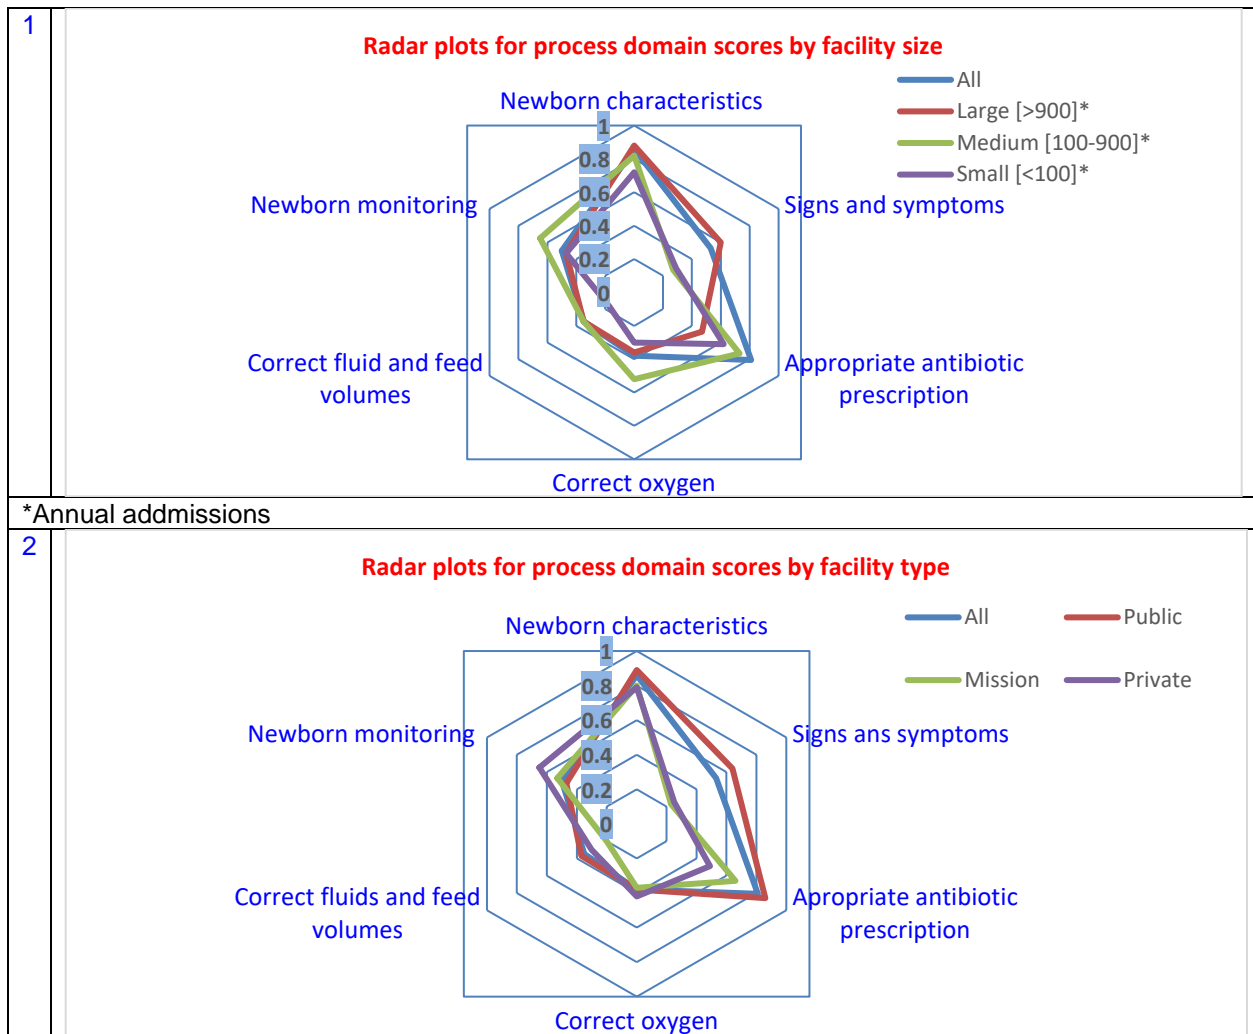 1
Radar plots for process domain scores by facility size
All
Large [>900]*
Medium [100-900]*
Small [<100]*
Newborn characteristics
1
0.8
0.6
0.4
0.2
0
Newborn monitoring
Signs and symptoms
Correct fluid and feed
volumes
Appropriate antibiotic
prescription
Correct oxygen
*Annual addmissions
2
Radar plots for process domain scores by facility type
All
Public
Mission
Private
Newborn characteristics
1
0.8
0.6
0.4
0.2
0
Newborn monitoring
Signs ans symptoms
Correct fluids and feed
volumes
Apropriate antibiotic
prescription
Correct oxygen